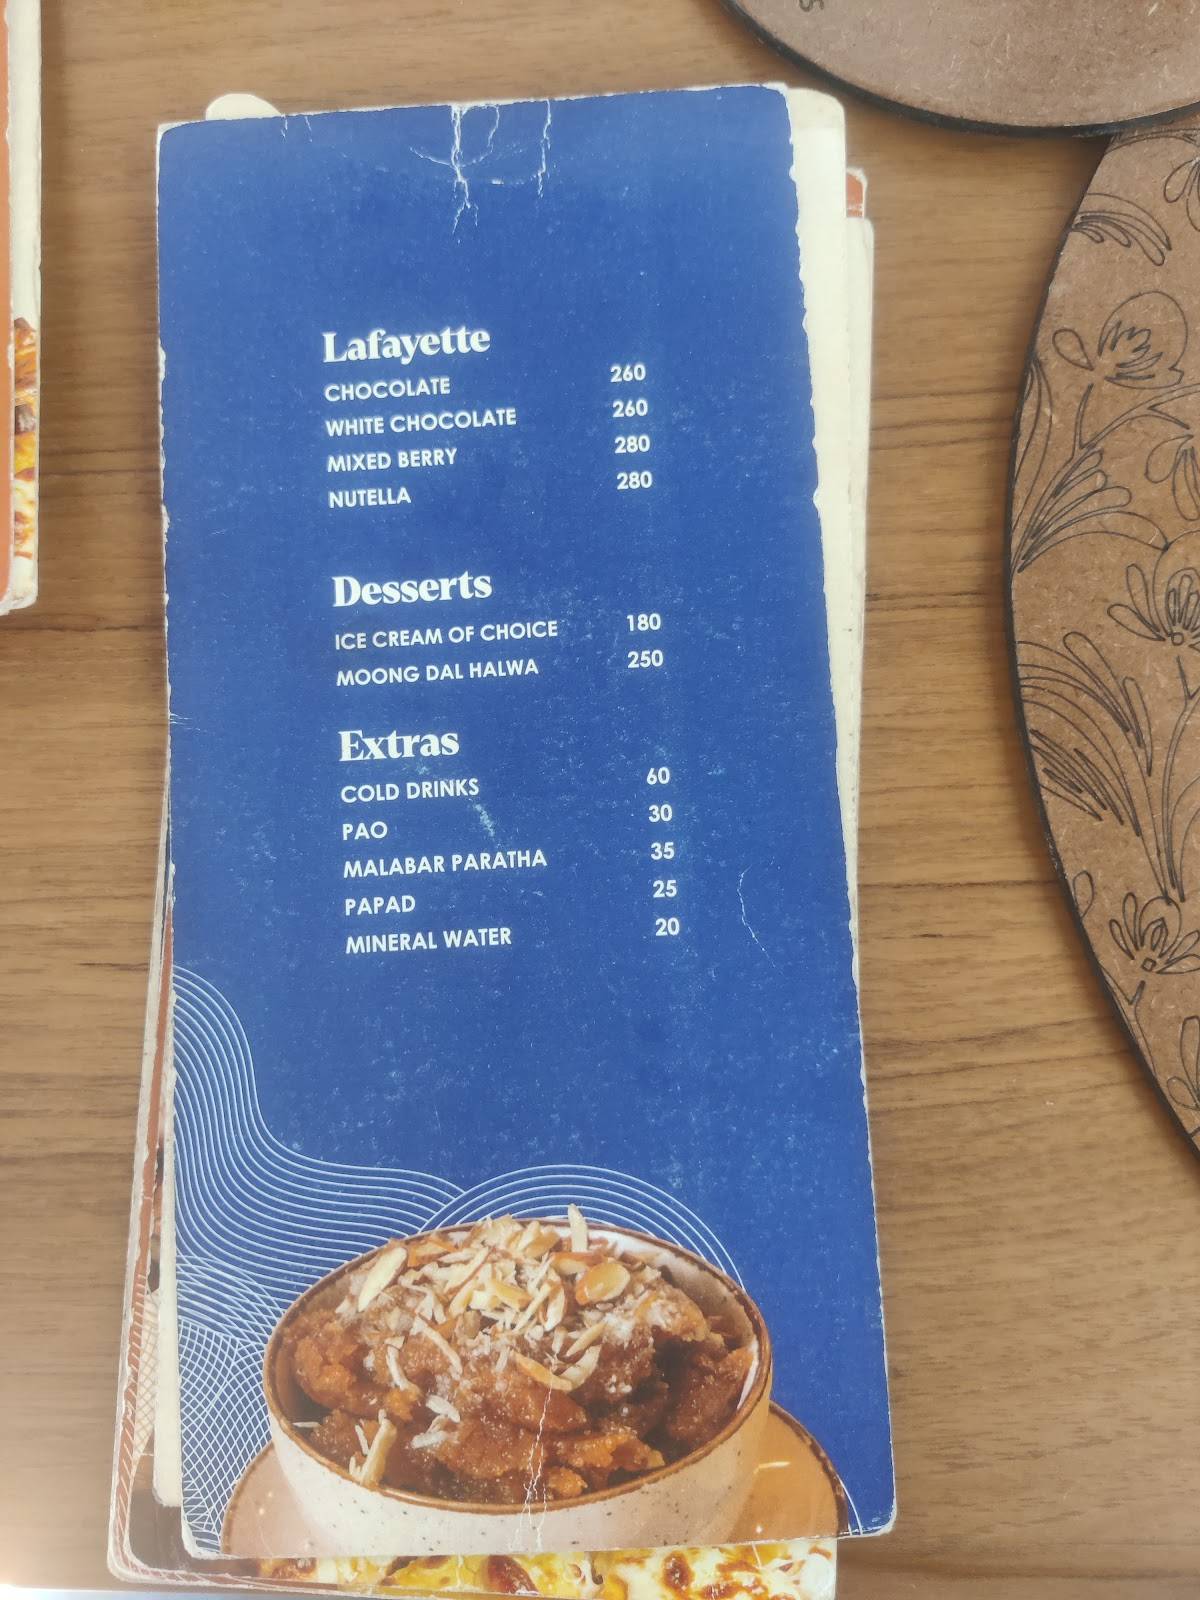 Lafayette
CHOCOLATE 260
WHITE CHOCOLATE 260
MIXED BERRY 280
NUTELLA 280
Desserts
ICE CREAM OF CHOICE 180
MOONG DAL HALWA 250
Extras
COLD DRINKS 60
PAO 30
MALABAR PARATHA 35
PAPAD 25
MINERAL WATER 20